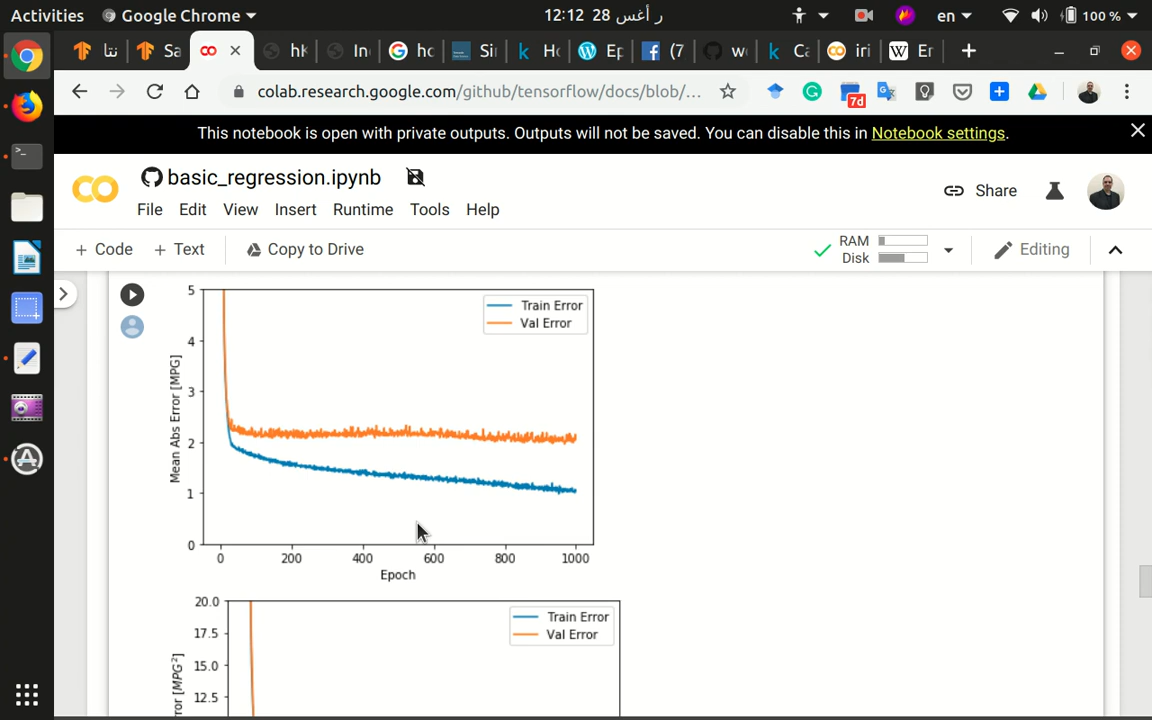 Activities Google Chrome ▾ 12:12 28 ر أغس en ▾ 100 % ▾
نتا Sa hk In G hc Sir k Hc Ep (7 w k Ca iri W Er +
colab.research.google.com/github/tensorflow/docs/blob/... 7d
This notebook is open with private outputs. Outputs will not be saved. You can disable this in Notebook settings.
basic_regression.ipynb
Share
File Edit View Insert Runtime Tools Help
+ Code + Text Copy to Drive
RAM
Disk
Editing
5
4
3
2
1
0
Mean Abs Error [MPG]
Train Error
Val Error
0 200 400 600 800 1000
Epoch
20.0
17.5
15.0
12.5
[MPG²]
Train Error
Val Error